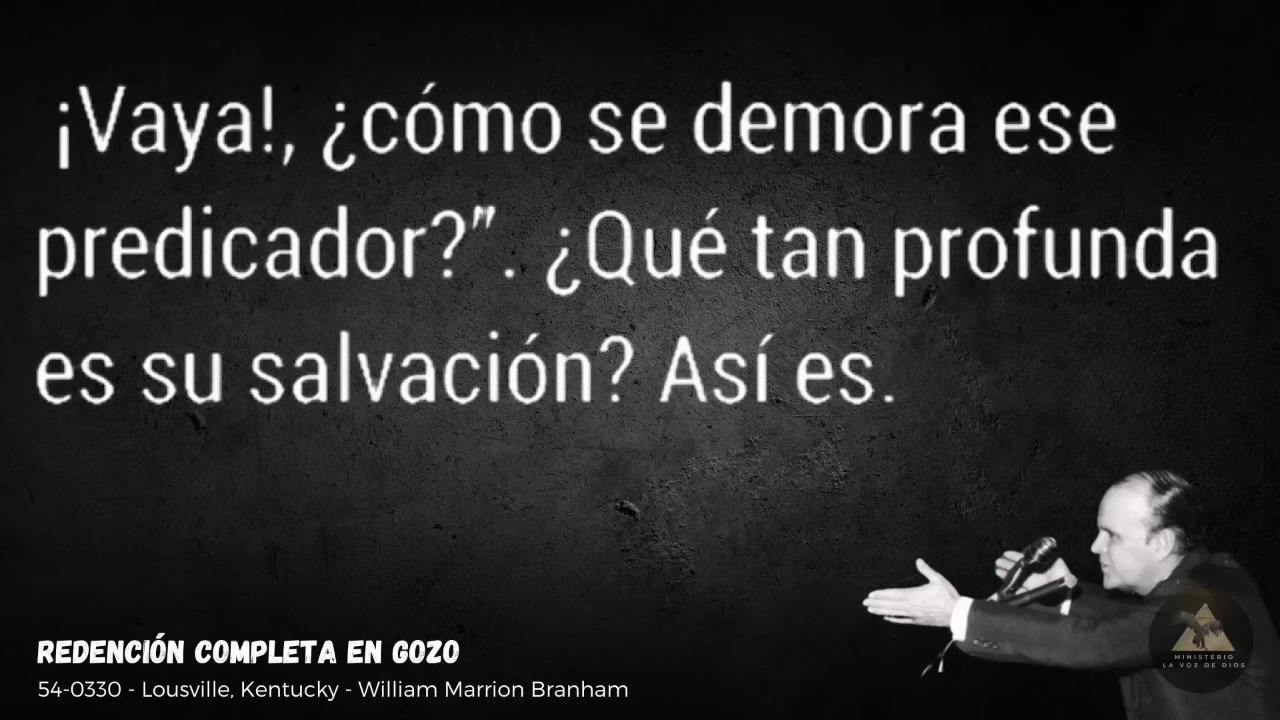 ¡Vaya!, ¿cómo se demora ese
predicador?". ¿Qué tan profunda
es su salvación? Así es.
REDENCIÓN COMPLETA EN GOZO
54-0330 - Lousville, Kentucky - William Marrion Branham
MINISTERIO
LA VOZ DE DIOS